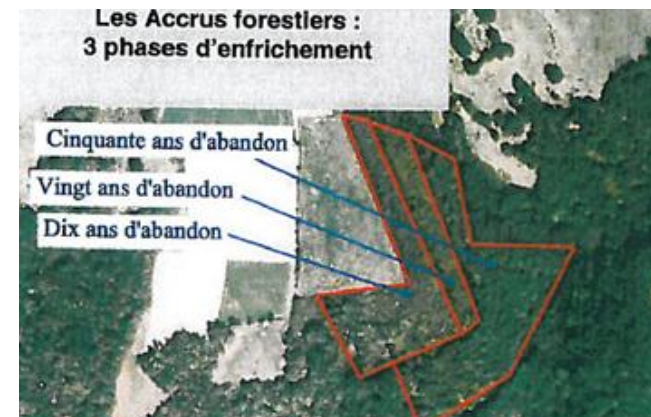 Les Accrus forestiers :
3 phases d'enfrichement
Cinquante ans d'abandon
Vingt ans d'abandon
Dix ans d'abandon